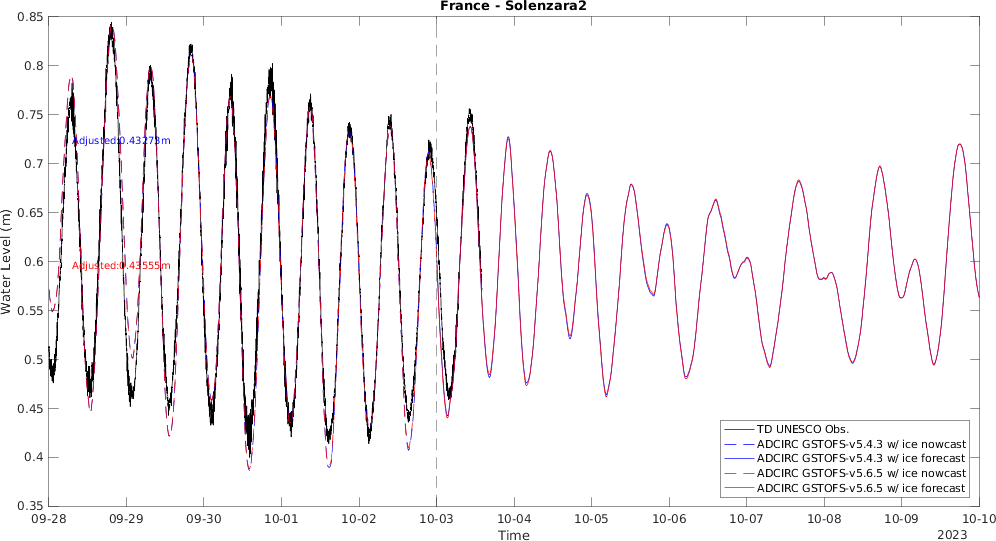 France - Solenzara2
0.85
0.8
0.75
0.7
0.65
0.6
0.55
0.5
0.45
0.4
0.35
Water Level (m)
Adjusted:0.43273m
Adjusted:0.43555m
TD UNESCO Obs.
ADCIRC GSTOFS-v5.4.3 w/ ice nowcast
ADCIRC GSTOFS-v5.4.3 w/ ice forecast
ADCIRC GSTOFS-v5.6.5 w/ ice nowcast
ADCIRC GSTOFS-v5.6.5 w/ ice forecast
09-28 09-29 09-30 10-01 10-02 10-03 10-04 10-05 10-06 10-07 10-08 10-09 10-10
Time
2023